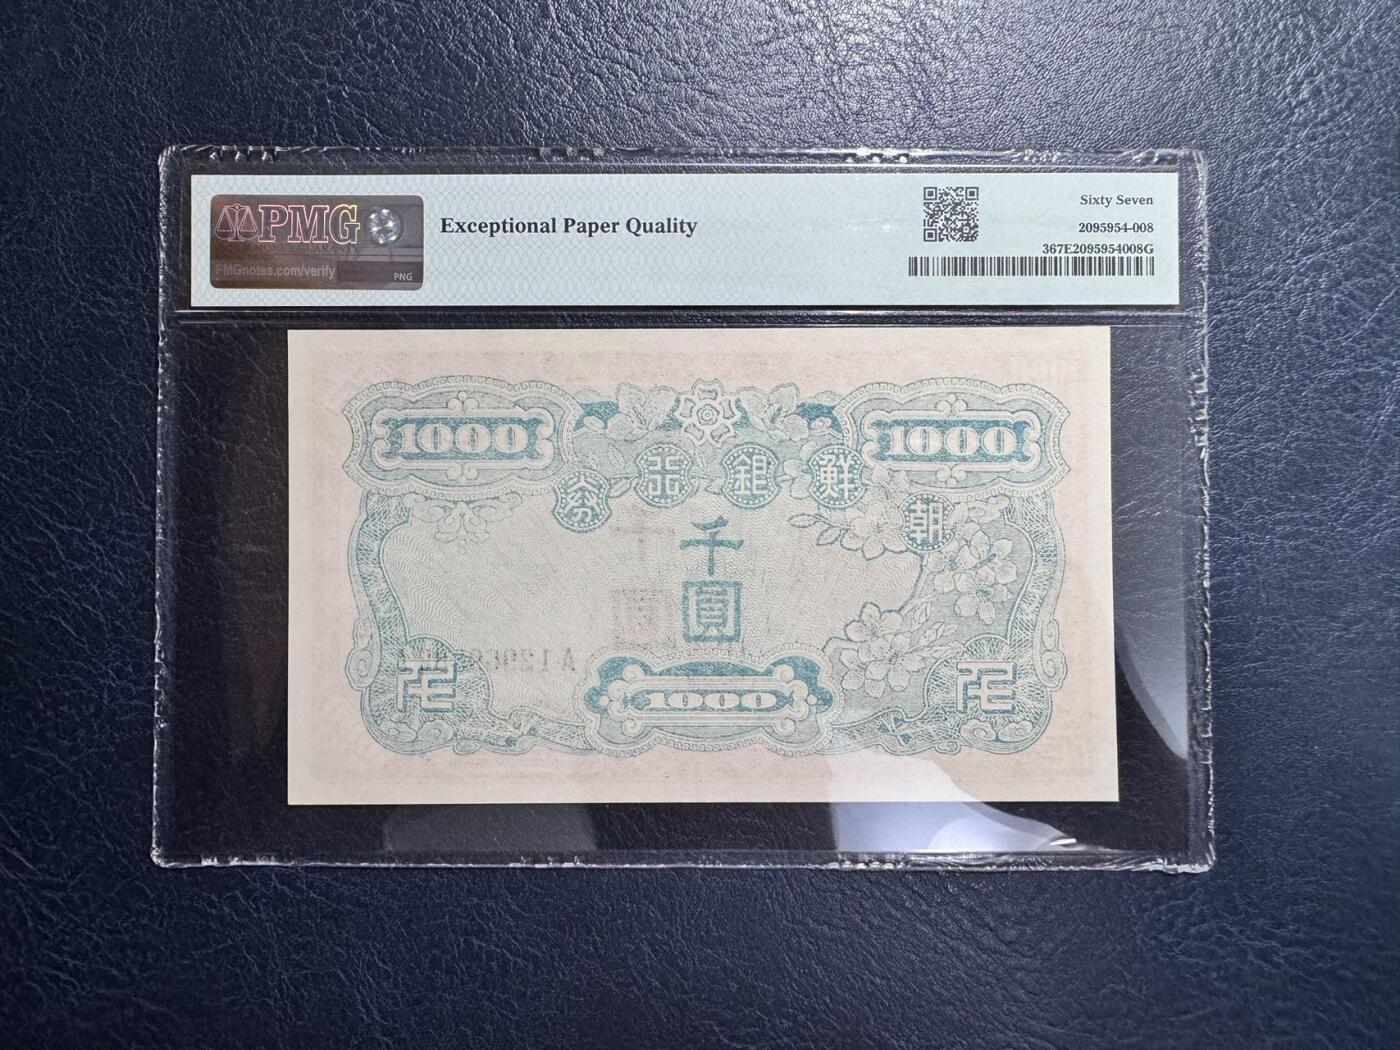 PMG
PMGnotes.com/verify
PNG
Exceptional Paper Quality
Sixty Seven
2095954-008
367E2095954008G
1000
1000
券行銀鮮朝
千圓
1000